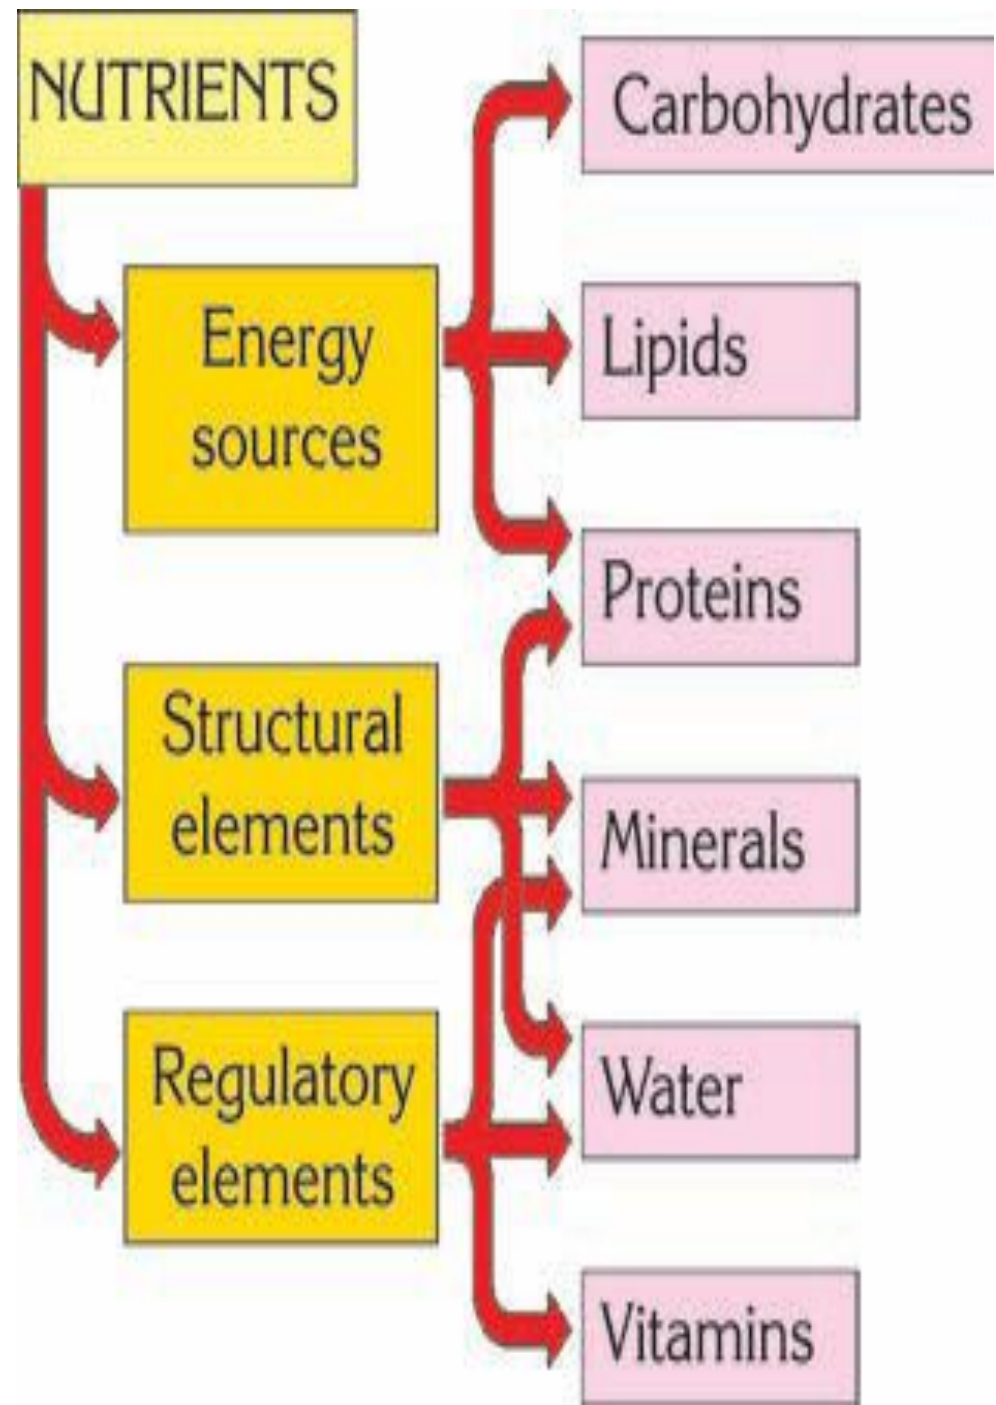 NUTRIENTS
Carbohydrates
Energy
sources
Lipids
Proteins
Structural
elements
Minerals
Regulatory
elements
Water
Vitamins